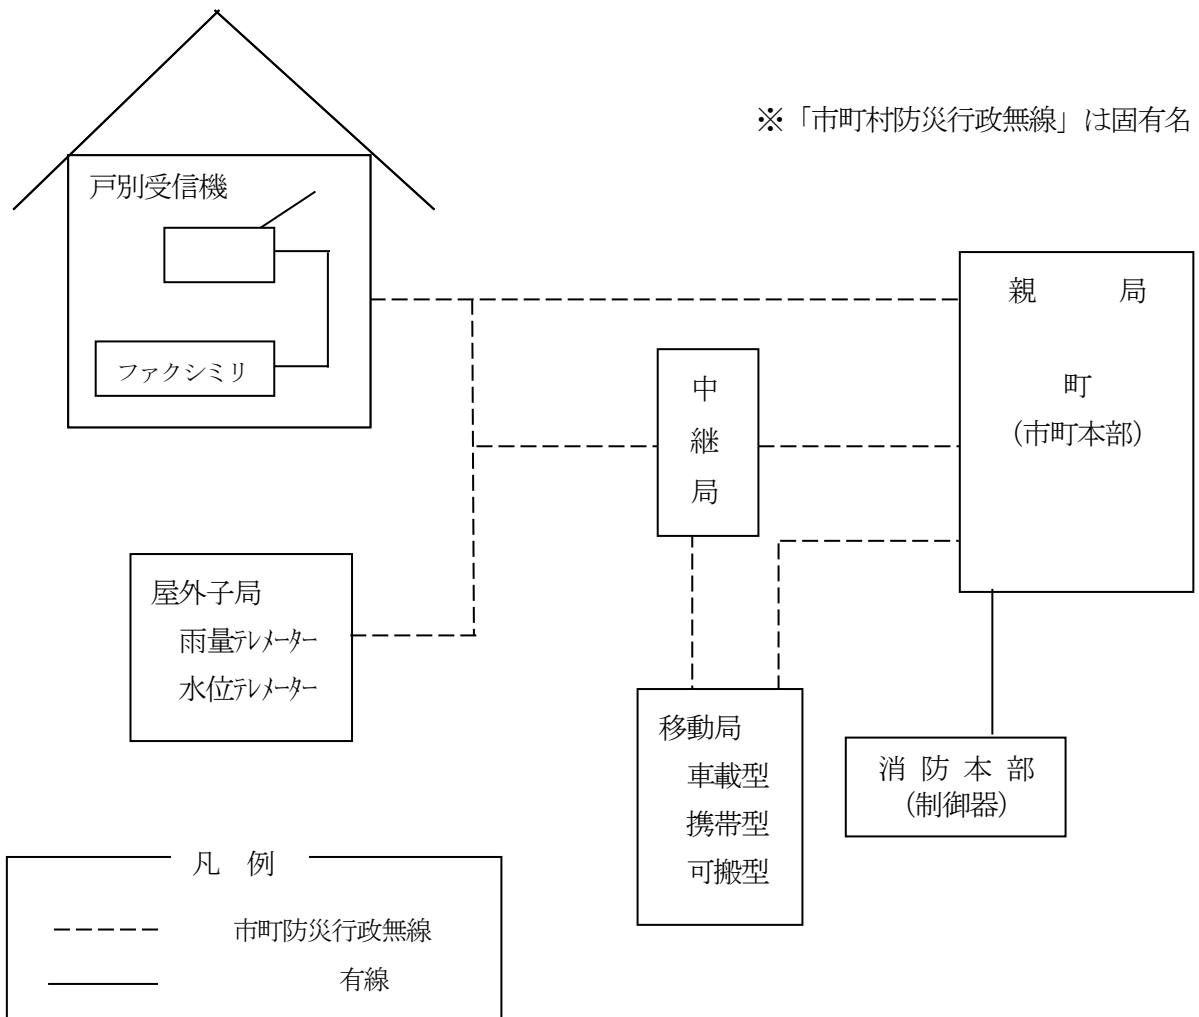 ※「市町村防災行政無線」は固有名
戸別受信機
ファクシミリ
親　　　局
町
（市町本部）
中
継
局
屋外子局
雨量ﾃﾚﾒｰﾀｰ
水位ﾃﾚﾒｰﾀｰ
移動局
車載型
携帯型
可搬型
消 防 本 部
（制御器）
凡　例
市町防災行政無線
有線